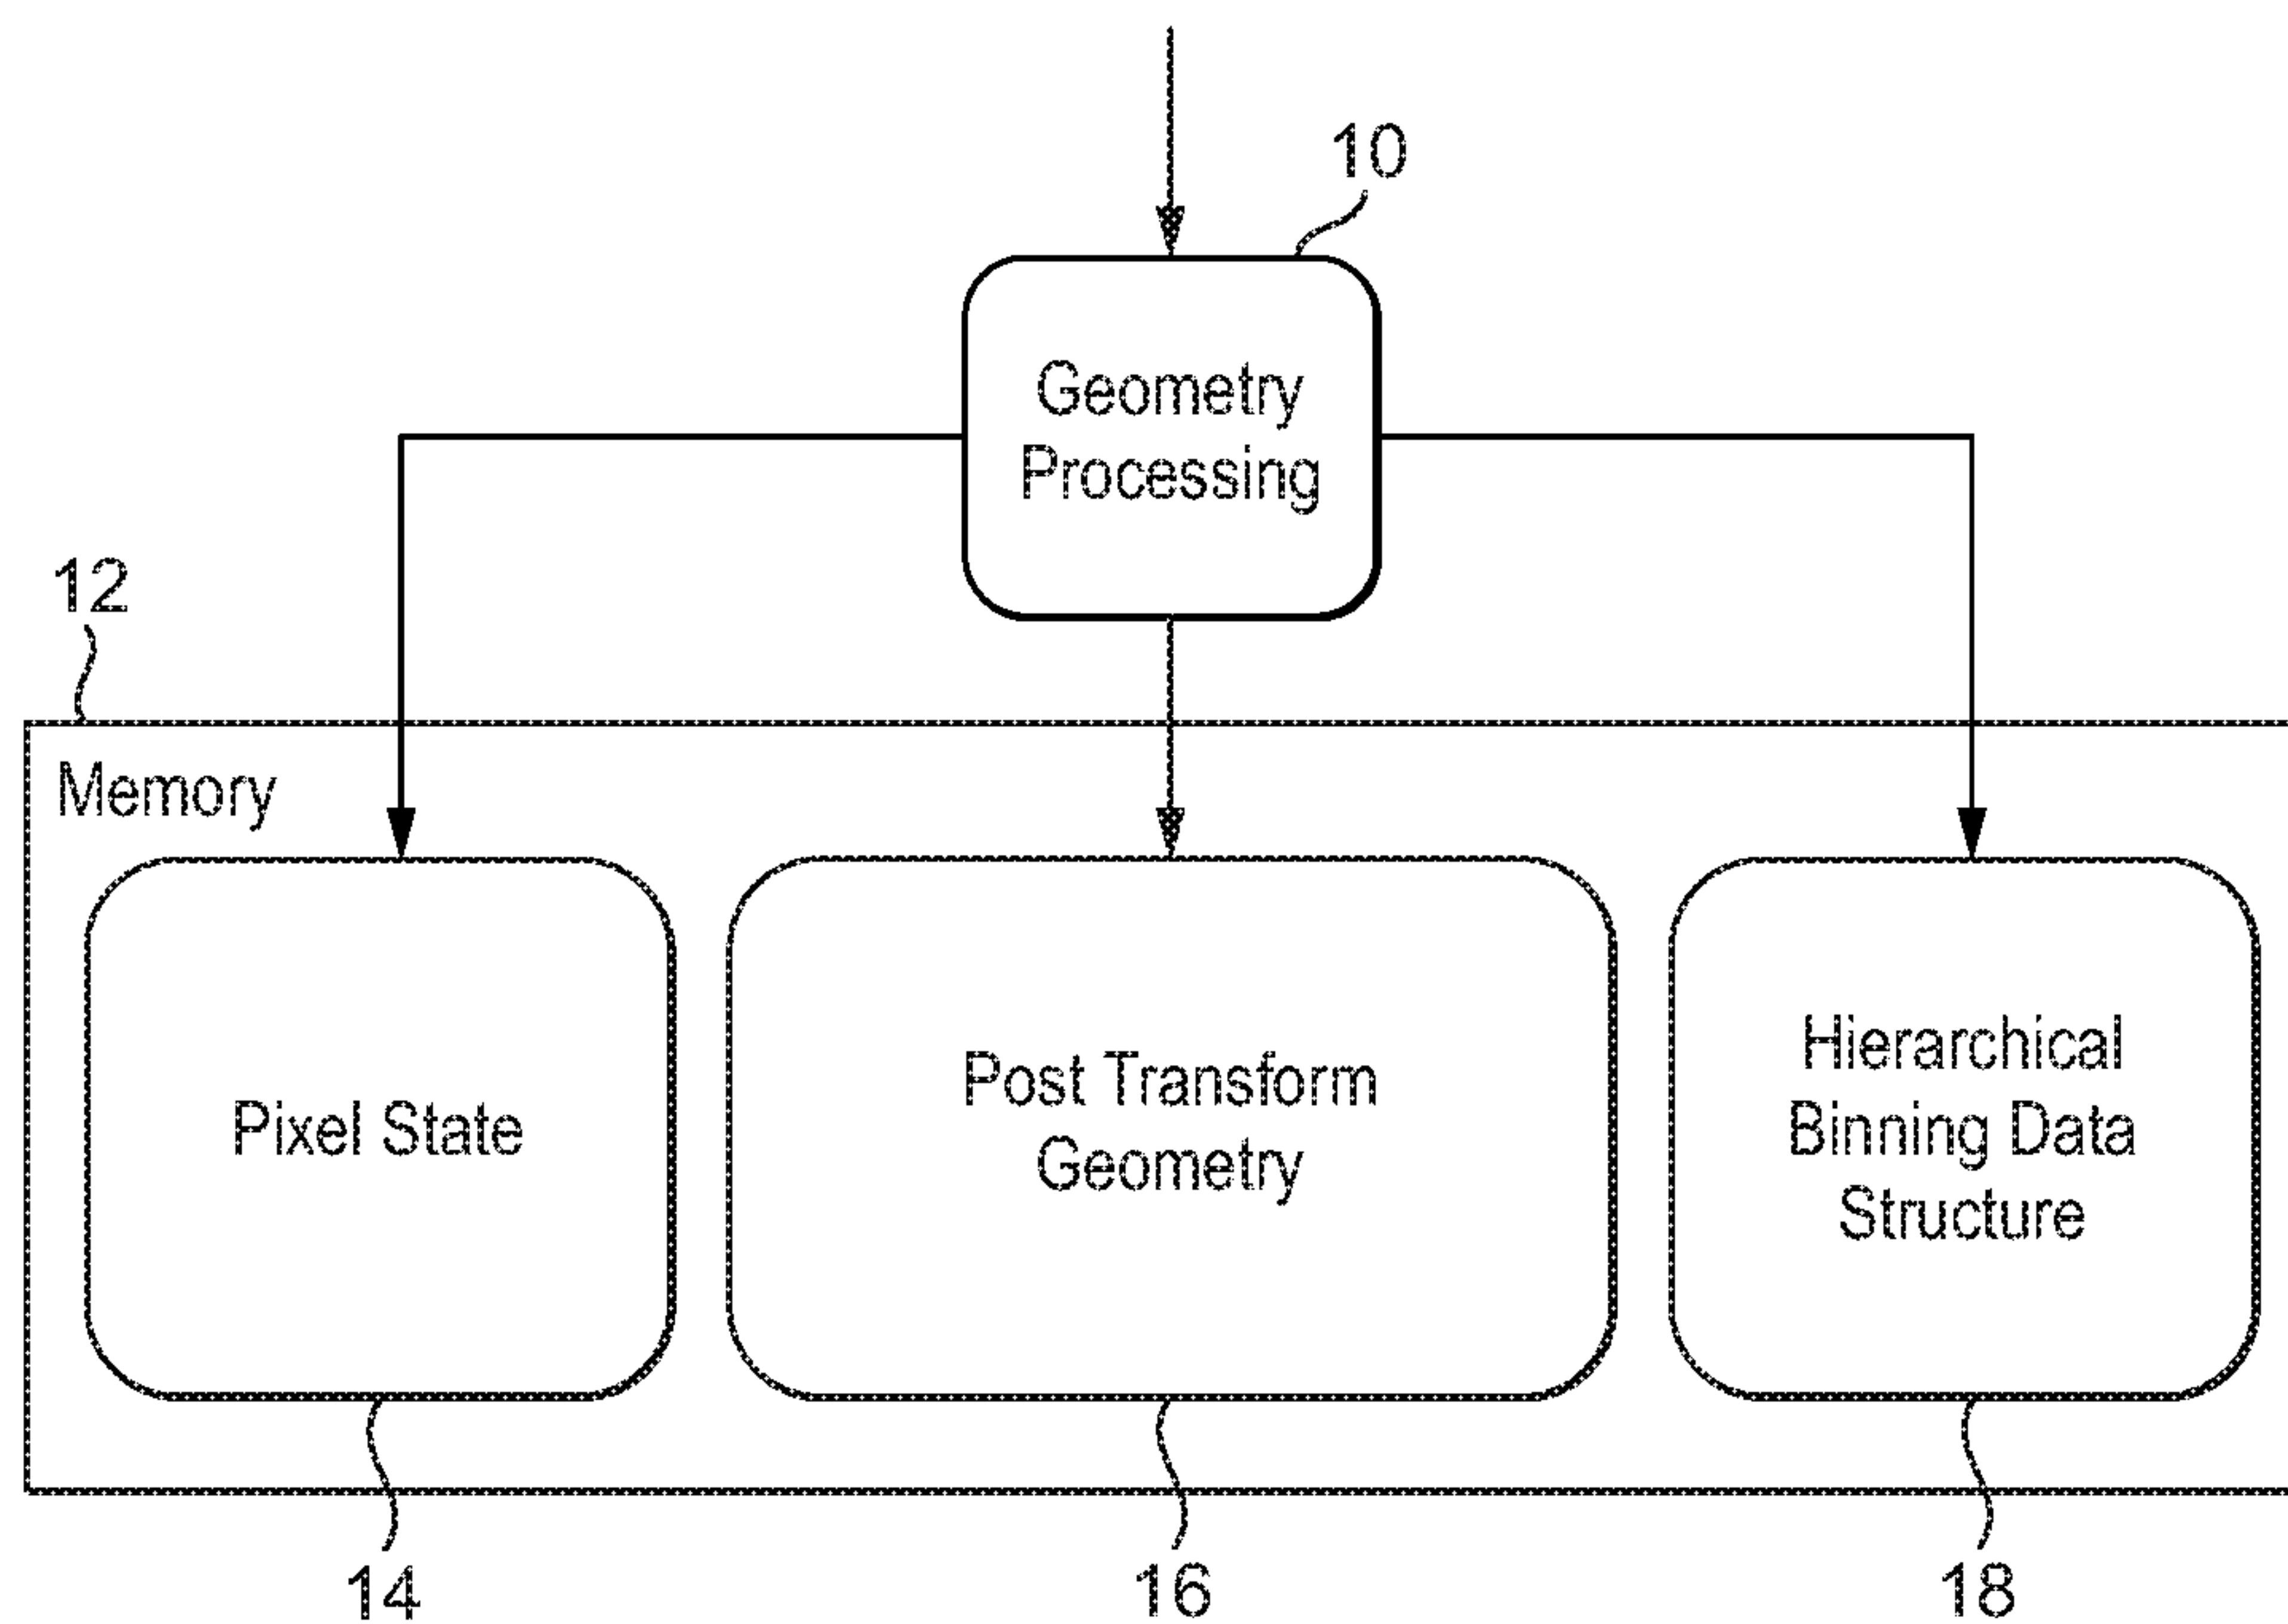 10
Geometry
Processing
12
Memory
Pixel State
Post Transform
Geometry
Hierarchical
Binning Data
Structure
14
16
18